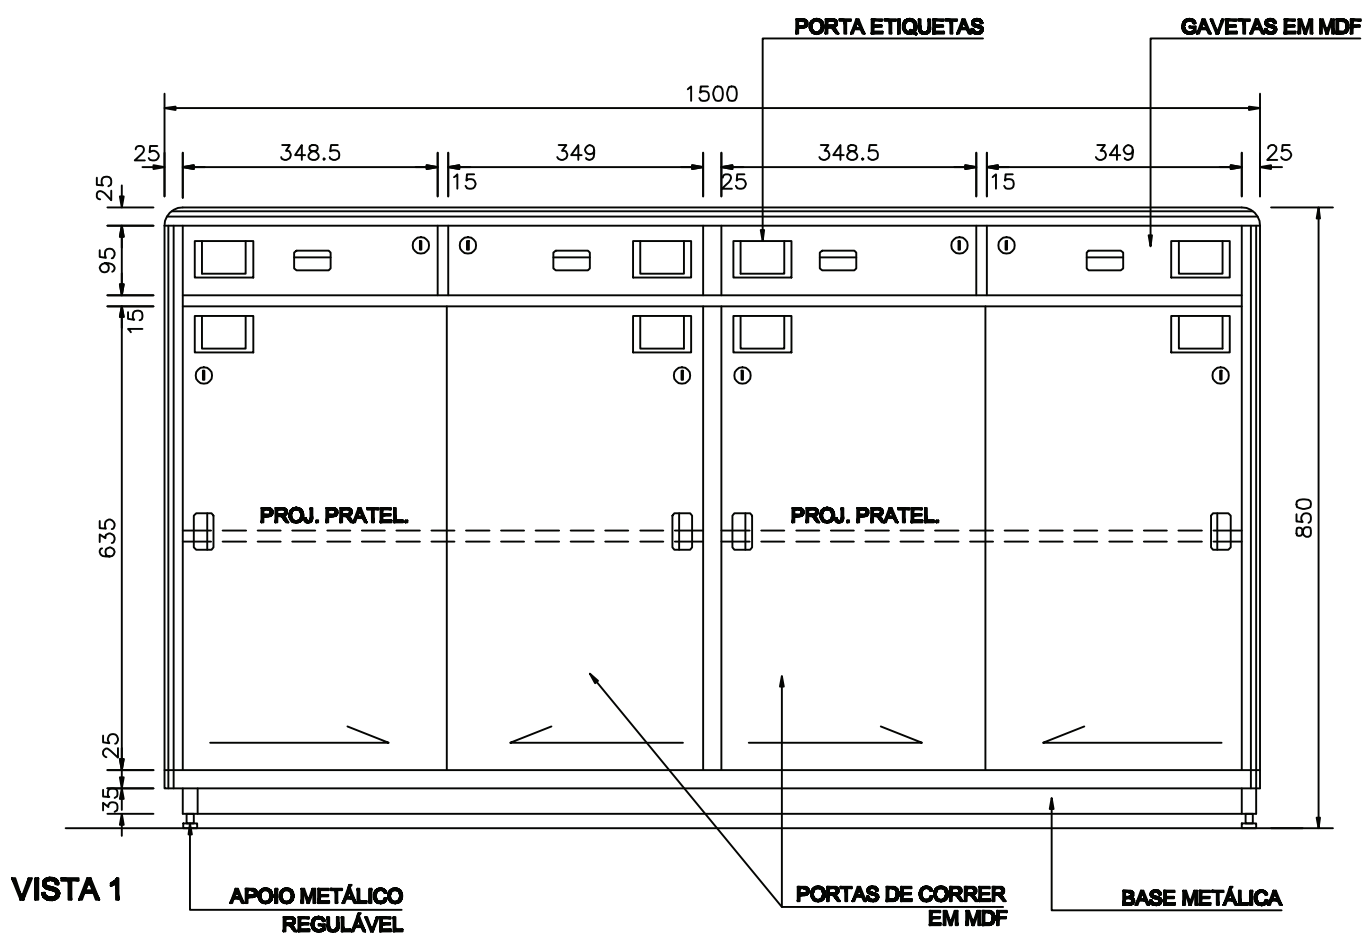 PORTA ETIQUETAS
GAVETAS EM MDF
1500
25
348.5
349
348.5
349
25
15
25
15
25
95
15
635
25
35
850
PROJ. PRATEL.
PROJ. PRATEL.
VISTA 1
APOIO METÁLICO
REGULÁVEL
PORTAS DE CORRER
EM MDF
BASE METÁLICA